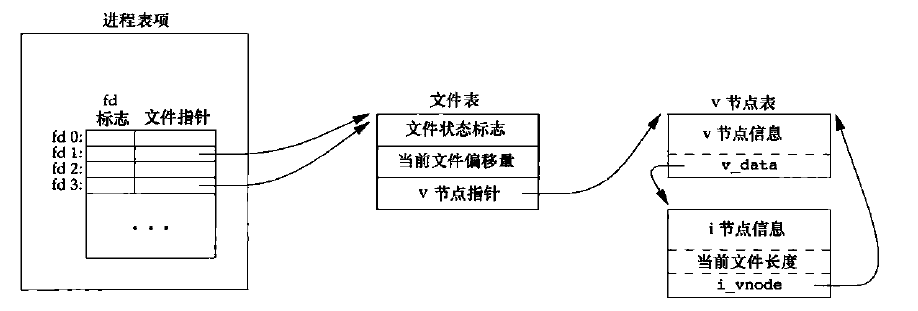 进程表项
fd
标志 文件指针
fd 0:
fd 1:
fd 2:
fd 3:
...
文件表
文件状态标志
当前文件偏移量
v 节点指针
v 节点表
v 节点信息
v_data
i 节点信息
当前文件长度
i_vnode